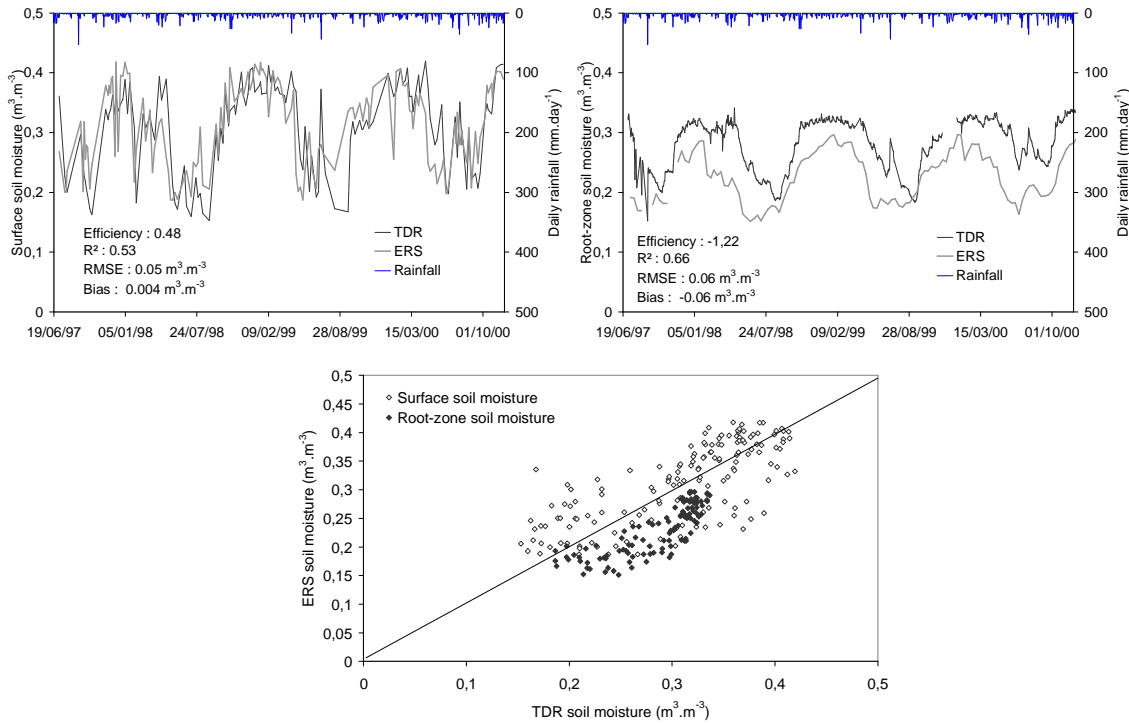 0,5
0,4
0,3
0,2
0,1
0
Surface soil moisture (m³.m⁻³)
0
100
200
300
400
500
Daily rainfall (mm.day⁻¹)
Efficiency : 0.48
R² : 0.53
RMSE : 0.05 m³.m⁻³
Bias : 0.004 m³.m⁻³
TDR
ERS
Rainfall
19/06/97 05/01/98 24/07/98 09/02/99 28/08/99 15/03/00 01/10/00
0,5
0,4
0,3
0,2
0,1
0
Root-zone soil moisture (m³.m⁻³)
0
100
200
300
400
500
Daily rainfall (mm.day⁻¹)
Efficiency : -1,22
R² : 0.66
RMSE : 0.06 m³.m⁻³
Bias : -0.06 m³.m⁻³
TDR
ERS
Rainfall
19/06/97 05/01/98 24/07/98 09/02/99 28/08/99 15/03/00 01/10/00
0,5
0,45
0,4
0,35
0,3
0,25
0,2
0,15
0,1
0,05
0
ERS soil moisture (m³.m⁻³)
Surface soil moisture
Root-zone soil moisture
0 0,1 0,2 0,3 0,4 0,5
TDR soil moisture (m³.m⁻³)